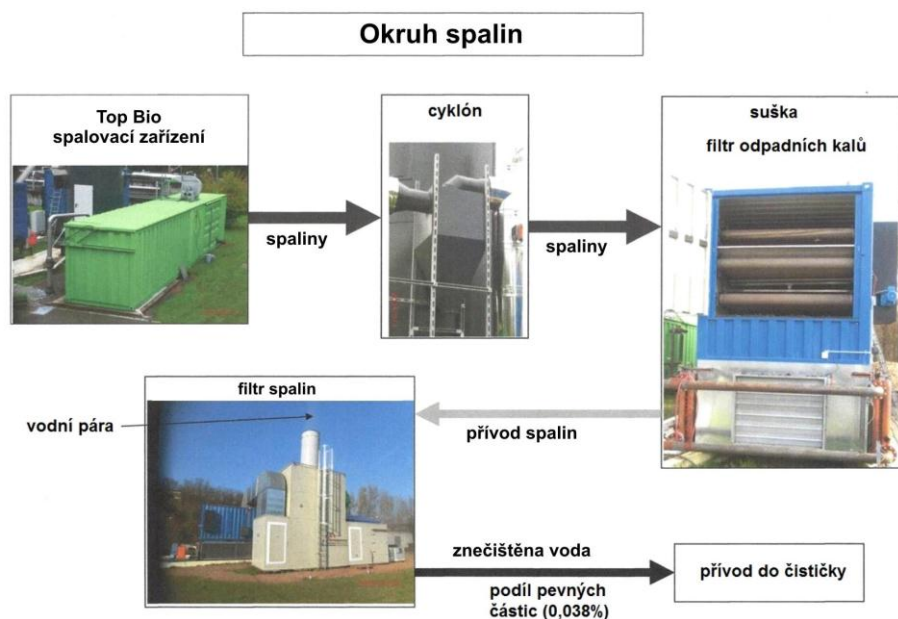 Okruh spalin
Top Bio
spalovací zařízení
cyklón
suška
filtr odpadních kalů
spaliny
spaliny
filtr spalin
vodní pára
přívod spalin
znečištěna voda
přívod do čističky
podíl pevných
částic (0,038%)